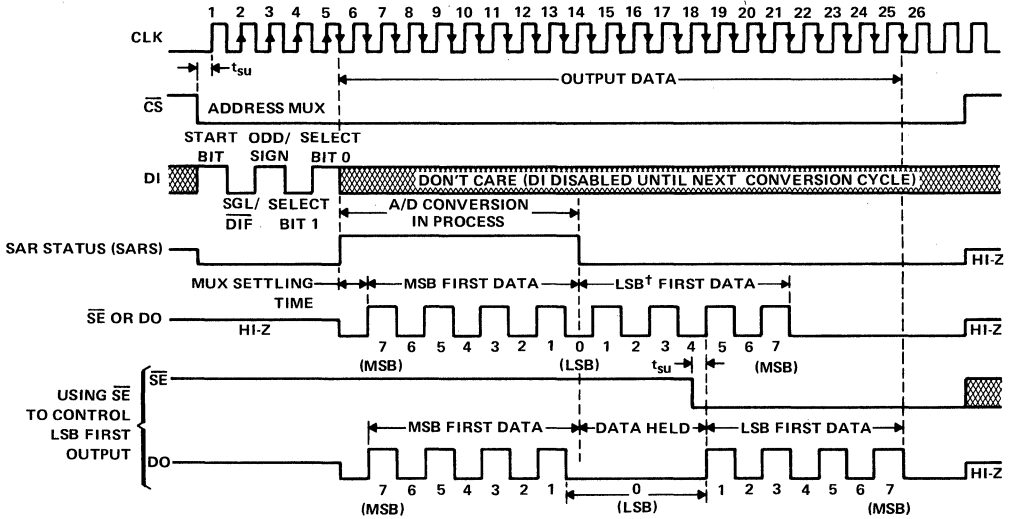 1 2 3 4 5 6 7 8 9 10 11 12 13 14 15 16 17 18 19 20 21 22 23 24 25 26
CLK
tsu
OUTPUT DATA
CS
ADDRESS MUX
START ODD/ SELECT
BIT SIGN BIT 0
DI
DON'T CARE (DI DISABLED UNTIL NEXT CONVERSION CYCLE)
SGL/ SELECT
DIF BIT 1
A/D CONVERSION
IN PROCESS
SAR STATUS (SARS)
HI-Z
MUX SETTLING
TIME
MSB FIRST DATA
LSB† FIRST DATA
SE OR DO
HI-Z
HI-Z
7 6 5 4 3 2 1 0 1 2 3 4 5 6 7
(MSB) (LSB) tsu (MSB)
USING SE
TO CONTROL
LSB FIRST
OUTPUT
SE
MSB FIRST DATA
DATA HELD
LSB FIRST DATA
DO
HI-Z
7 6 5 4 3 2 1 0 1 2 3 4 5 6 7
(MSB) (LSB) (MSB)